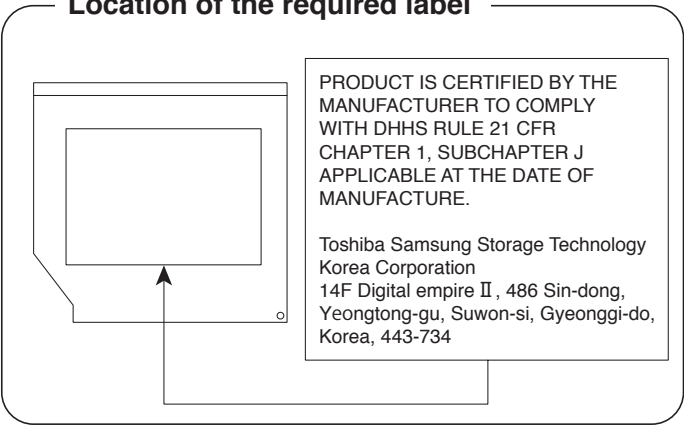 Location of the required label
PRODUCT IS CERTIFIED BY THE
MANUFACTURER TO COMPLY
WITH DHHS RULE 21 CFR
CHAPTER 1, SUBCHAPTER J
APPLICABLE AT THE DATE OF
MANUFACTURE.
Toshiba Samsung Storage Technology
Korea Corporation
14F Digital empire Ⅱ, 486 Sin-dong,
Yeongtong-gu, Suwon-si, Gyeonggi-do,
Korea, 443-734